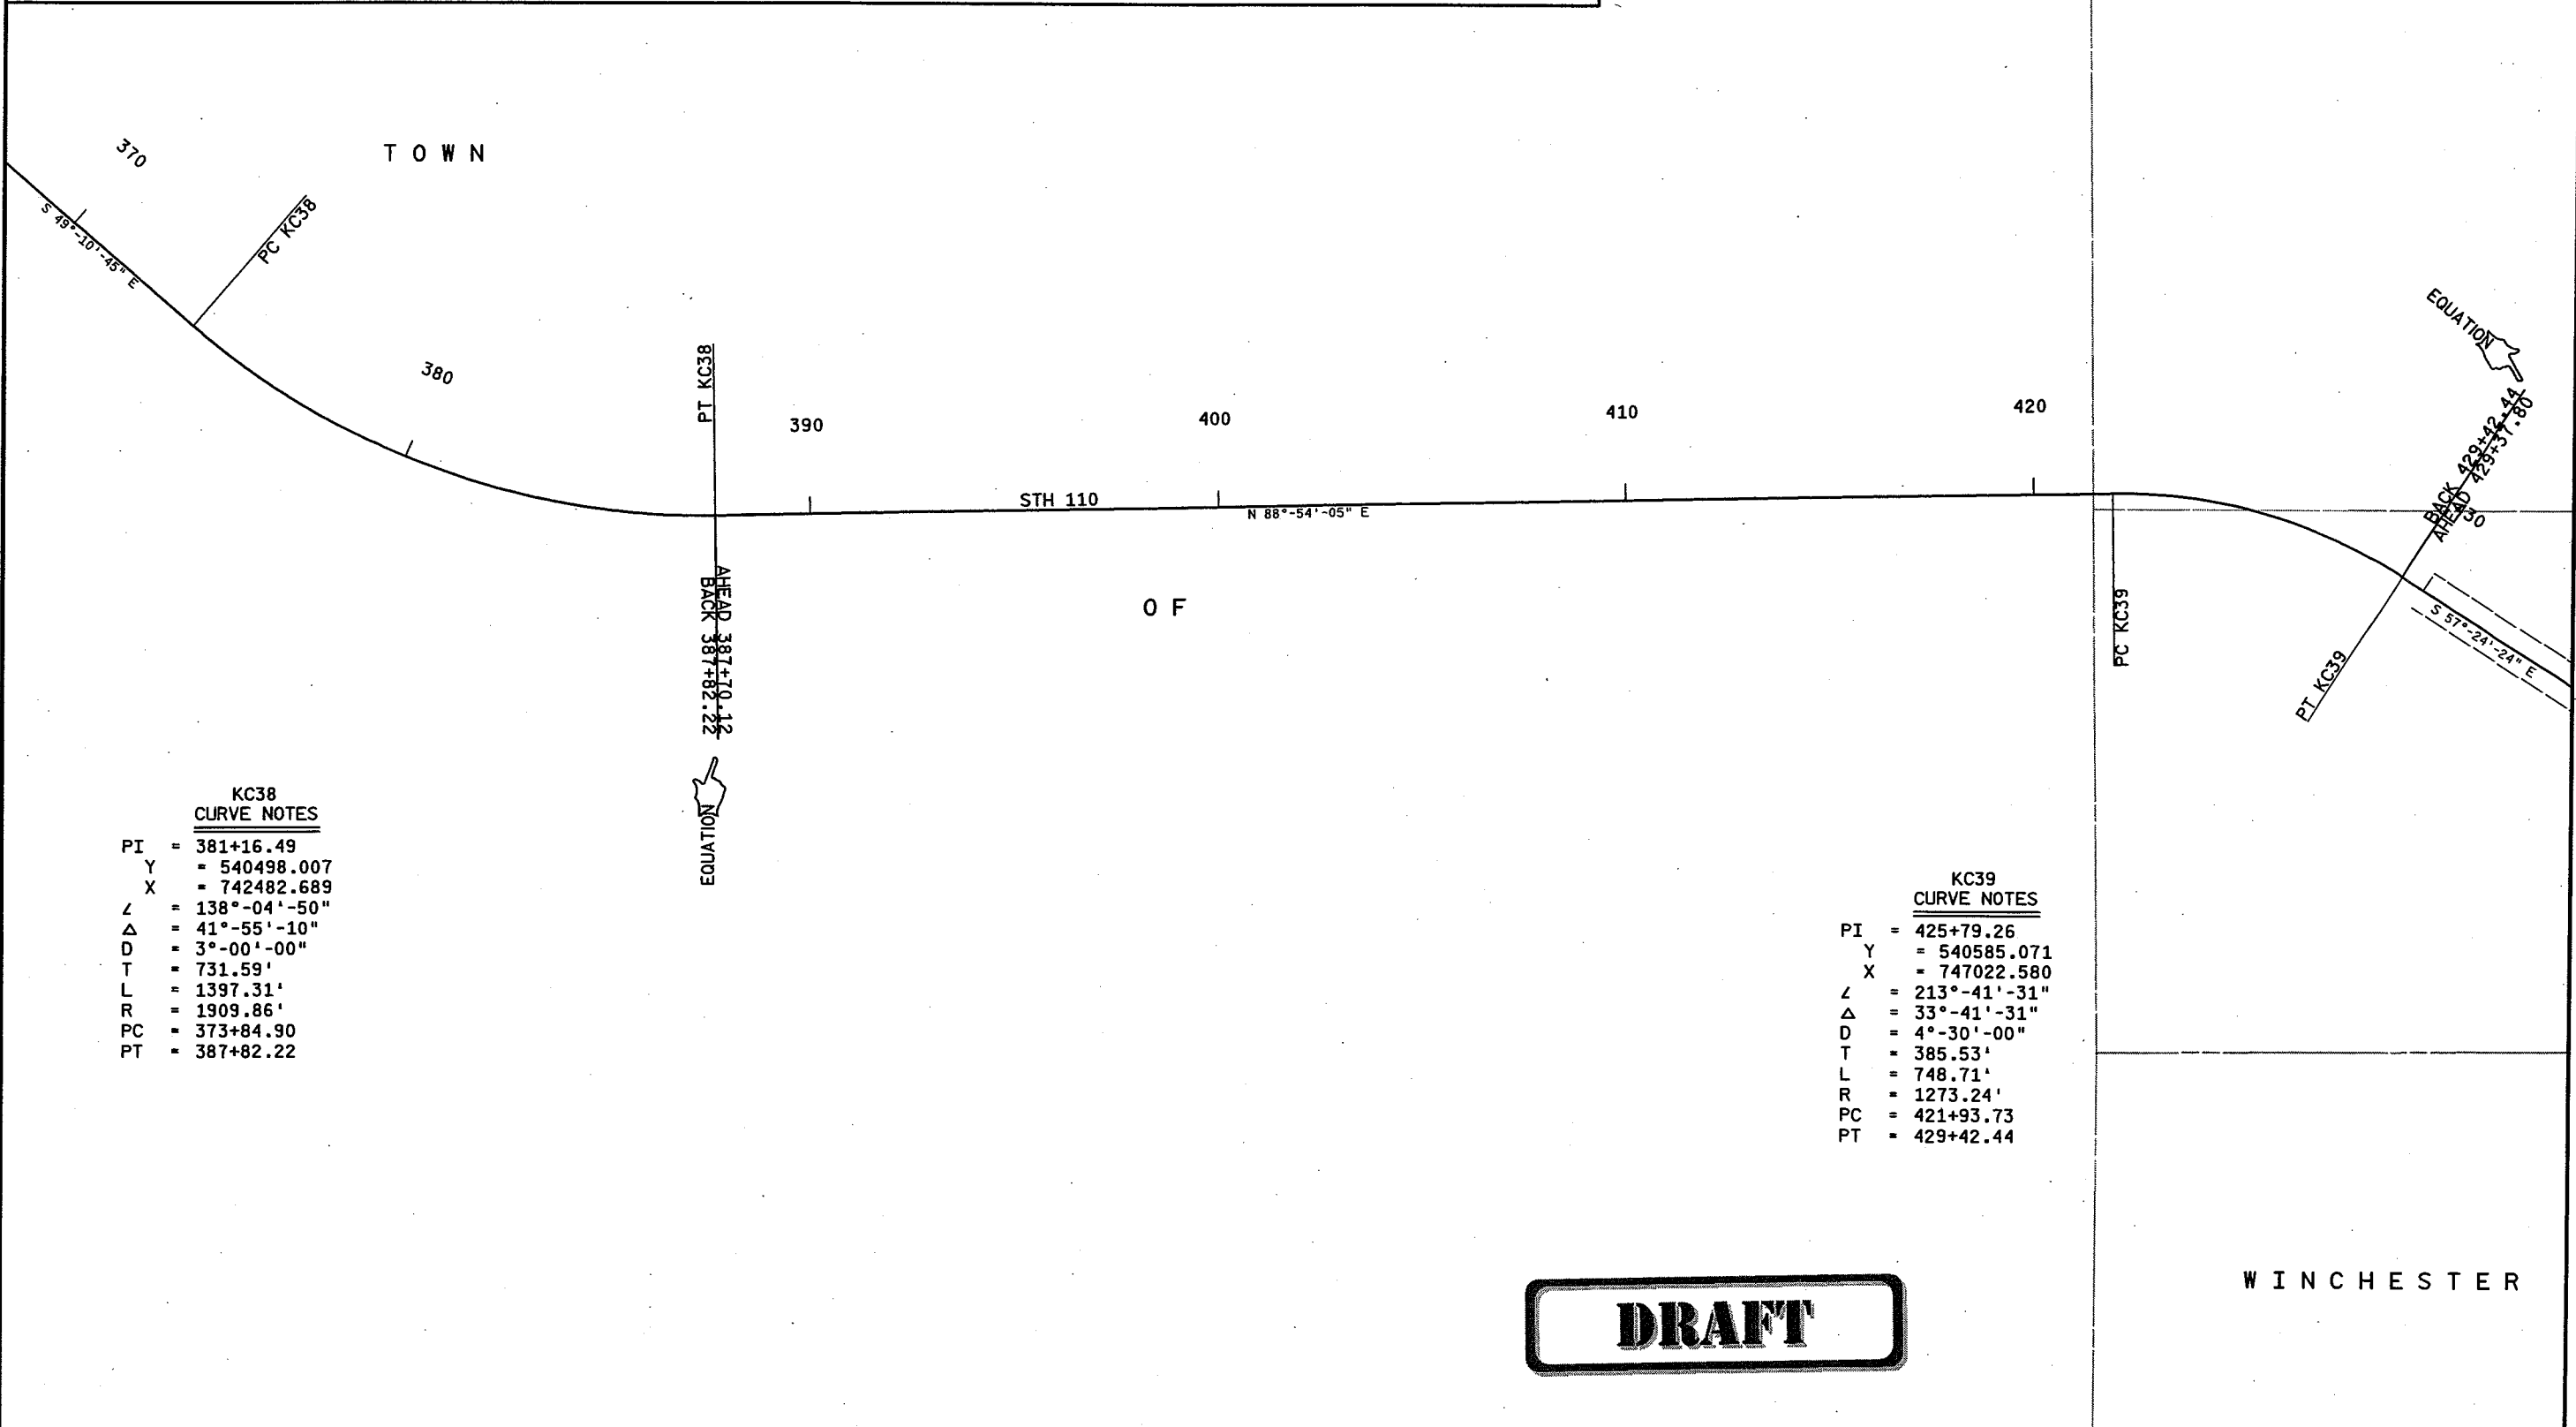 370
TOWN
S 49°-10'-45" E
PC KC38
380
PT KC38
390
400
410
420
STH 110
N 88°-54'-05" E
AHEAD 387+70.12
BACK 387+82.22
EQUATION
OF
EQUATION
BACK 429+42.44
AHEAD 429+37.80
430
PC KC39
PT KC39
S 57°-24'-24" E
KC38
CURVE NOTES
PI = 381+16.49
Y = 540498.007
X = 742482.689
∠ = 138°-04'-50"
Δ = 41°-55'-10"
D = 3°-00'-00"
T = 731.59'
L = 1397.31'
R = 1909.86'
PC = 373+84.90
PT = 387+82.22
KC39
CURVE NOTES
PI = 425+79.26
Y = 540585.071
X = 747022.580
∠ = 213°-41'-31"
Δ = 33°-41'-31"
D = 4°-30'-00"
T = 385.53'
L = 748.71'
R = 1273.24'
PC = 421+93.73
PT = 429+42.44
WINCHESTER
DRAFT